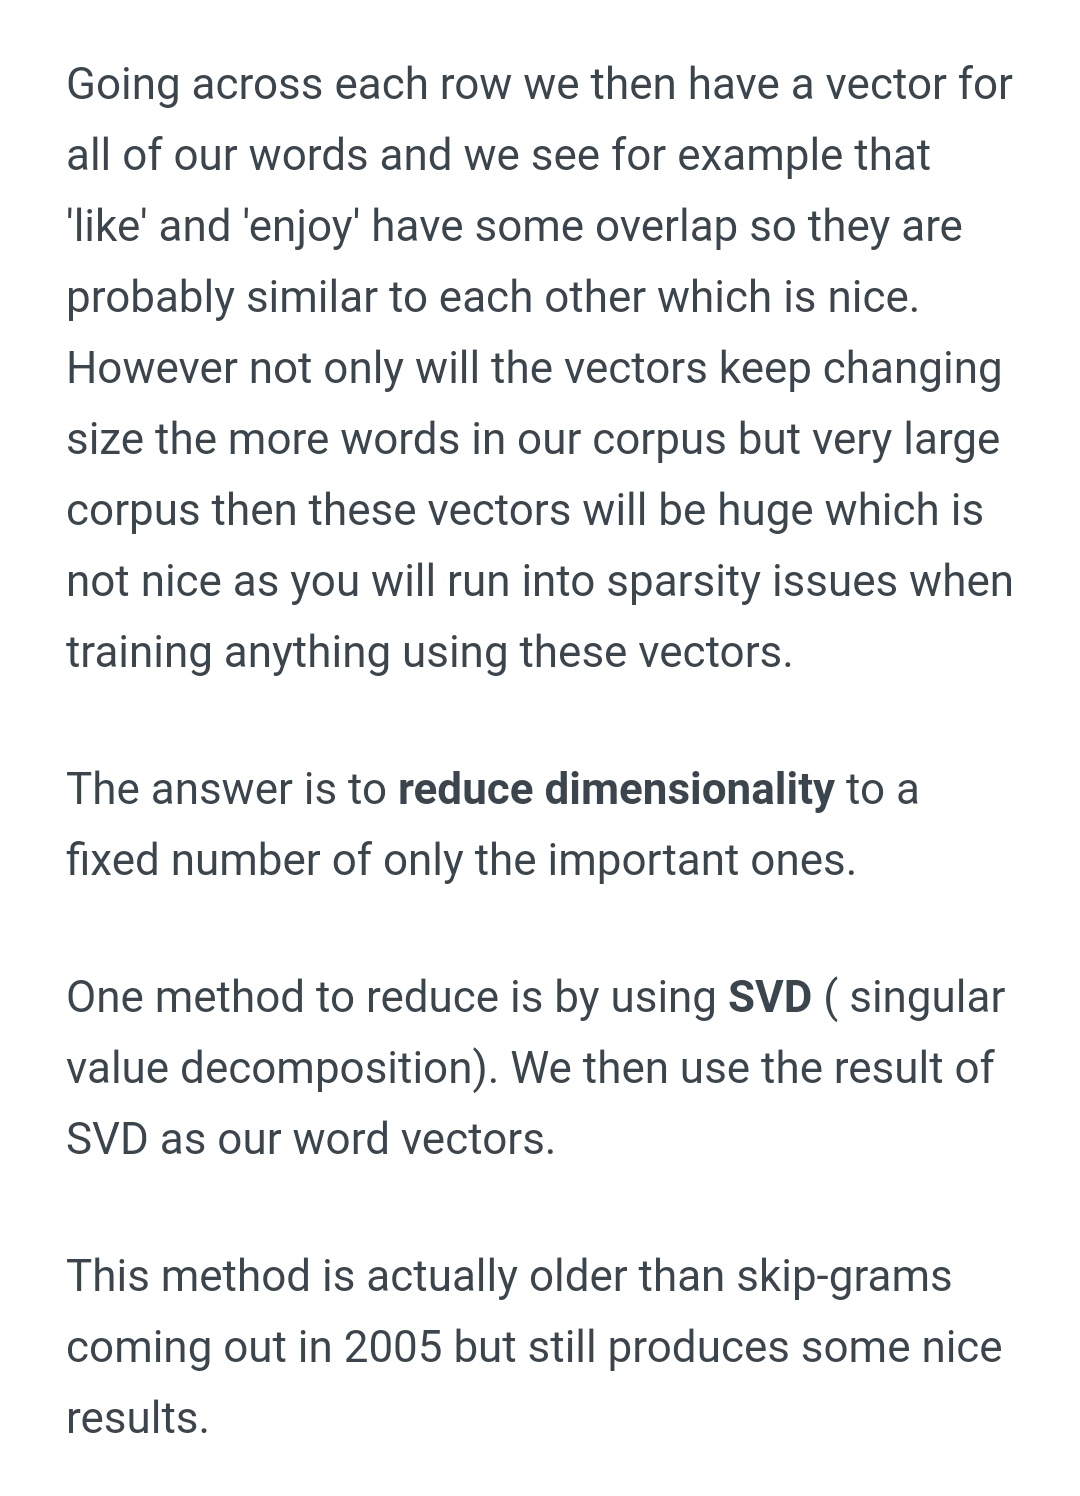 Going across each row we then have a vector for
all of our words and we see for example that
'like' and 'enjoy' have some overlap so they are
probably similar to each other which is nice.
However not only will the vectors keep changing
size the more words in our corpus but very large
corpus then these vectors will be huge which is
not nice as you will run into sparsity issues when
training anything using these vectors.
The answer is to reduce dimensionality to a
fixed number of only the important ones.
One method to reduce is by using SVD ( singular
value decomposition). We then use the result of
SVD as our word vectors.
This method is actually older than skip-grams
coming out in 2005 but still produces some nice
results.